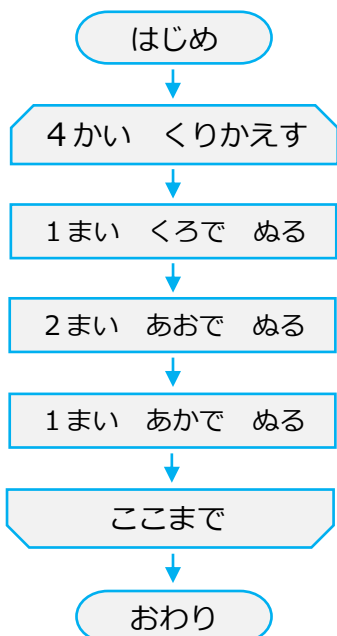 はじめ
4かい　くりかえす
1まい　くろで　ぬる
2まい　あおで　ぬる
1まい　あかで　ぬる
ここまで
おわり